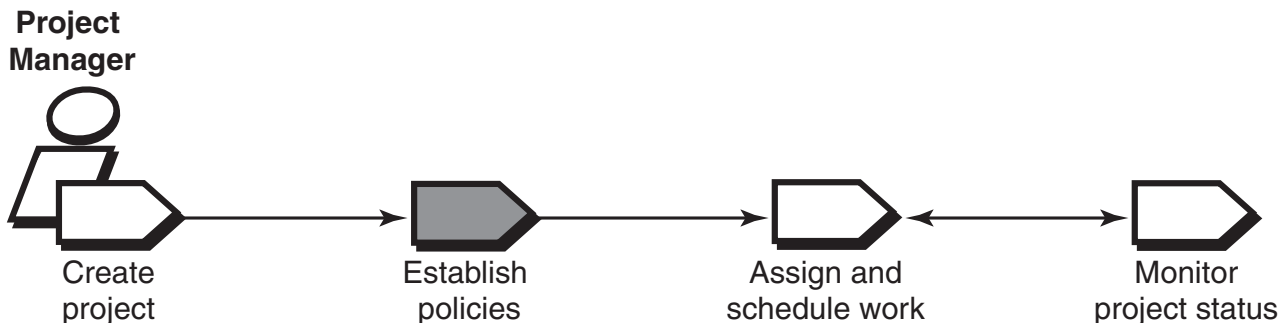 Project
Manager
Create
project
Establish
policies
Assign and
schedule work
Monitor
project status